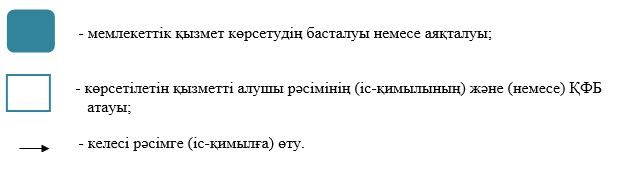 - мемлекеттік қызмет көрсетудің басталуы немесе аяқталуы;
- көрсетілетін қызметті алушы рәсімінің (іс-қимылының) және (немесе) ҚФБ
атауы;
- келесі рәсімге (іс-қимылға) өту.